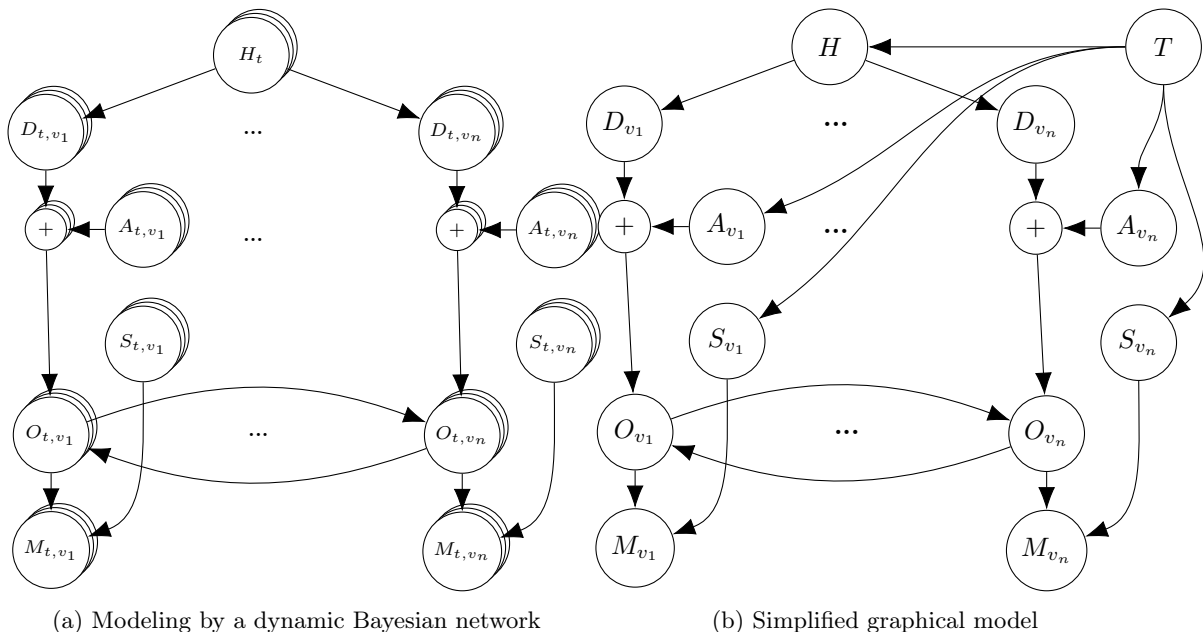 H_t
D_{t,v_1}
...
D_{t,v_n}
+
A_{t,v_1}
...
+
A_{t,v_n}
S_{t,v_1}
S_{t,v_n}
O_{t,v_1}
...
O_{t,v_n}
M_{t,v_1}
M_{t,v_n}
(a) Modeling by a dynamic Bayesian network
H
T
D_{v_1}
...
D_{v_n}
+
A_{v_1}
...
+
A_{v_n}
S_{v_1}
S_{v_n}
O_{v_1}
...
O_{v_n}
M_{v_1}
M_{v_n}
(b) Simplified graphical model